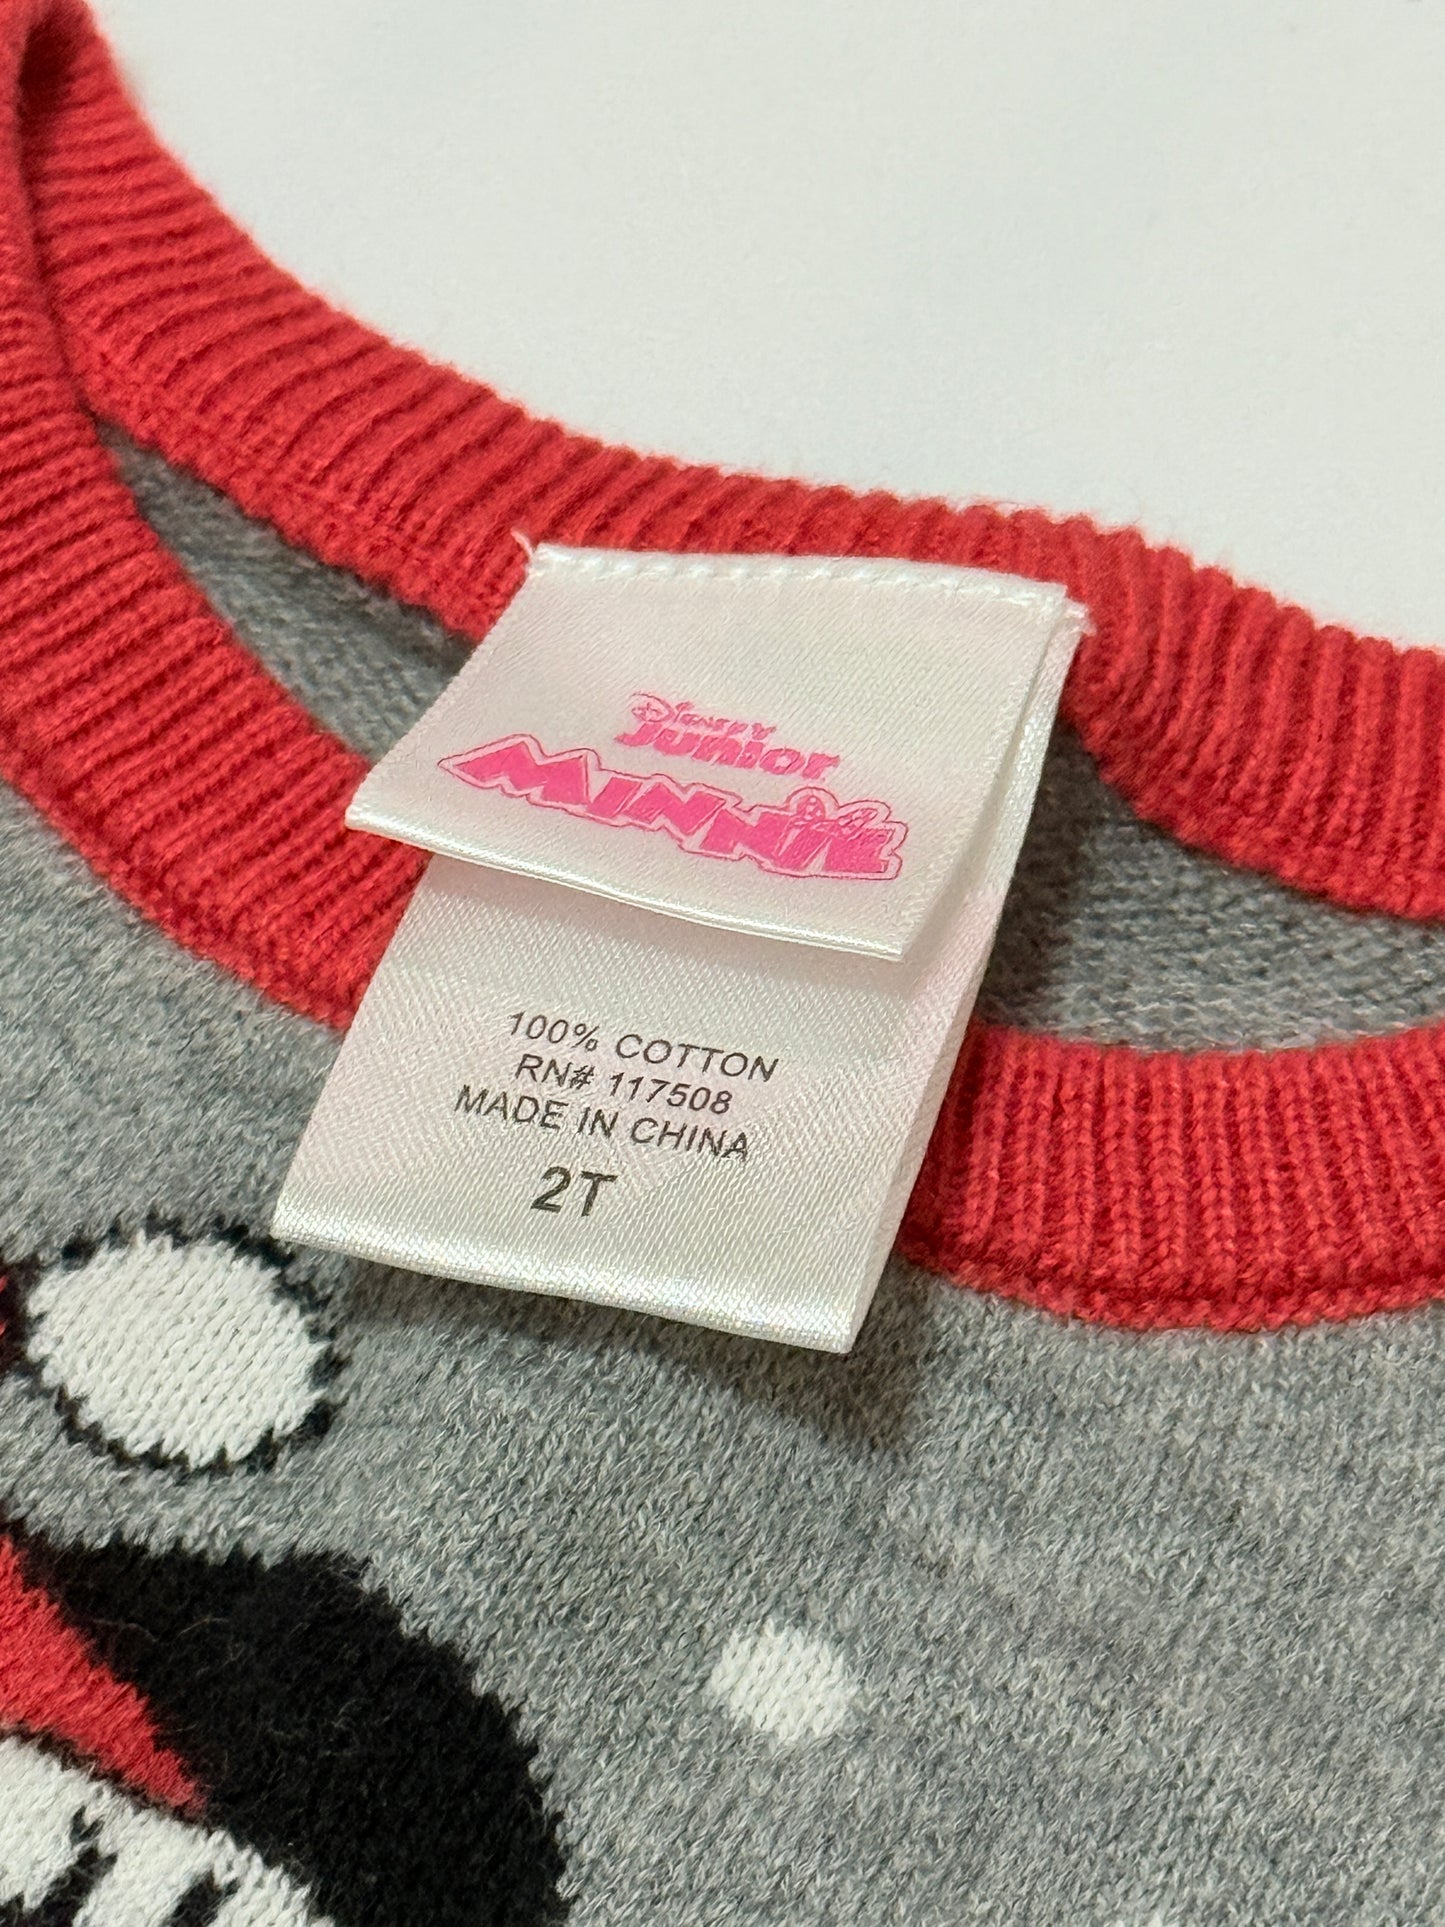 Disney
Junior
MINNIE
100% COTTON
RN# 117508
MADE IN CHINA
2T